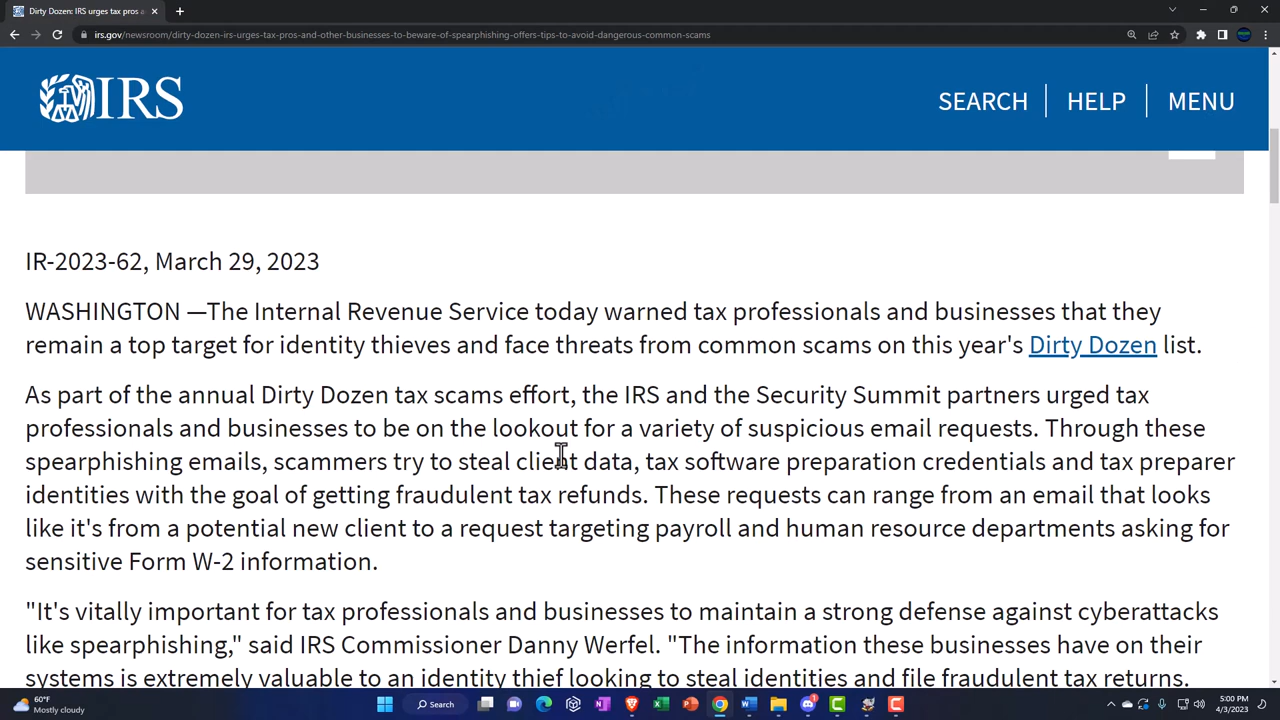 Dirty Dozen: IRS urges tax pros a
irs.gov/newsroom/dirty-dozen-irs-urges-tax-pros-and-other-businesses-to-beware-of-spearphishing-offers-tips-to-avoid-dangerous-common-scams
IRS
SEARCH HELP MENU
IR-2023-62, March 29, 2023
WASHINGTON —The Internal Revenue Service today warned tax professionals and businesses that they
remain a top target for identity thieves and face threats from common scams on this year's Dirty Dozen list.
As part of the annual Dirty Dozen tax scams effort, the IRS and the Security Summit partners urged tax
professionals and businesses to be on the lookout for a variety of suspicious email requests. Through these
spearphishing emails, scammers try to steal client data, tax software preparation credentials and tax preparer
identities with the goal of getting fraudulent tax refunds. These requests can range from an email that looks
like it's from a potential new client to a request targeting payroll and human resource departments asking for
sensitive Form W-2 information.
"It's vitally important for tax professionals and businesses to maintain a strong defense against cyberattacks
like spearphishing," said IRS Commissioner Danny Werfel. "The information these businesses have on their
systems is extremely valuable to an identity thief looking to steal identities and file fraudulent tax returns.
60°F
Mostly cloudy
Search
5:00 PM
4/3/2023